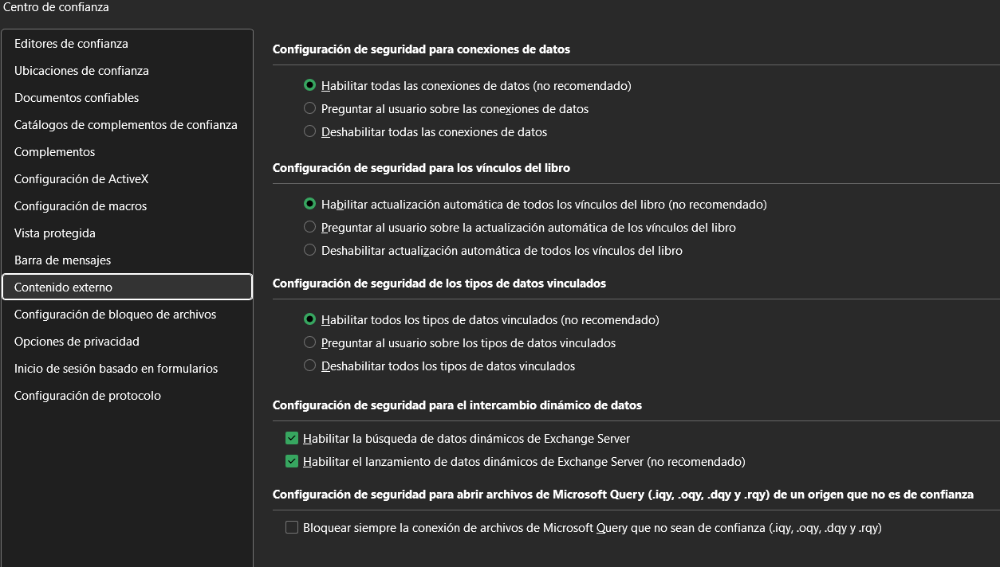 Centro de confianza
Editores de confianza
Ubicaciones de confianza
Documentos confiables
Catálogos de complementos de confianza
Complementos
Configuración de ActiveX
Configuración de macros
Vista protegida
Barra de mensajes
Contenido externo
Configuración de bloqueo de archivos
Opciones de privacidad
Inicio de sesión basado en formularios
Configuración de protocolo
Configuración de seguridad para conexiones de datos
Habilitar todas las conexiones de datos (no recomendado)
Preguntar al usuario sobre las conexiones de datos
Deshabilitar todas las conexiones de datos
Configuración de seguridad para los vínculos del libro
Habilitar actualización automática de todos los vínculos del libro (no recomendado)
Preguntar al usuario sobre la actualización automática de los vínculos del libro
Deshabilitar actualización automática de todos los vínculos del libro
Configuración de seguridad de los tipos de datos vinculados
Habilitar todos los tipos de datos vinculados (no recomendado)
Preguntar al usuario sobre los tipos de datos vinculados
Deshabilitar todos los tipos de datos vinculados
Configuración de seguridad para el intercambio dinámico de datos
Habilitar la búsqueda de datos dinámicos de Exchange Server
Habilitar el lanzamiento de datos dinámicos de Exchange Server (no recomendado)
Configuración de seguridad para abrir archivos de Microsoft Query (.iqy, .oqy, .dqy y .rqy) de un origen que no es de confianza
Bloquear siempre la conexión de archivos de Microsoft Query que no sean de confianza (.iqy, .oqy, .dqy y .rqy)